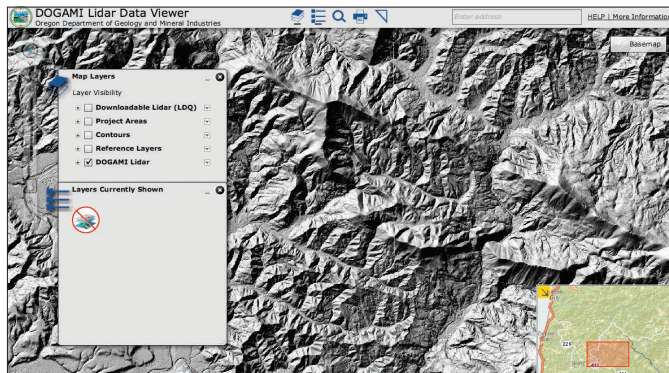 DOGAMI Lidar Data Viewer
Oregon Department of Geology and Mineral Industries
Enter address
HELP | More Information
Basemap
Map Layers
Layer Visibility
Downloadable Lidar (LDQ)
Project Areas
Contours
Reference Layers
DOGAMI Lidar
Layers Currently Shown
229